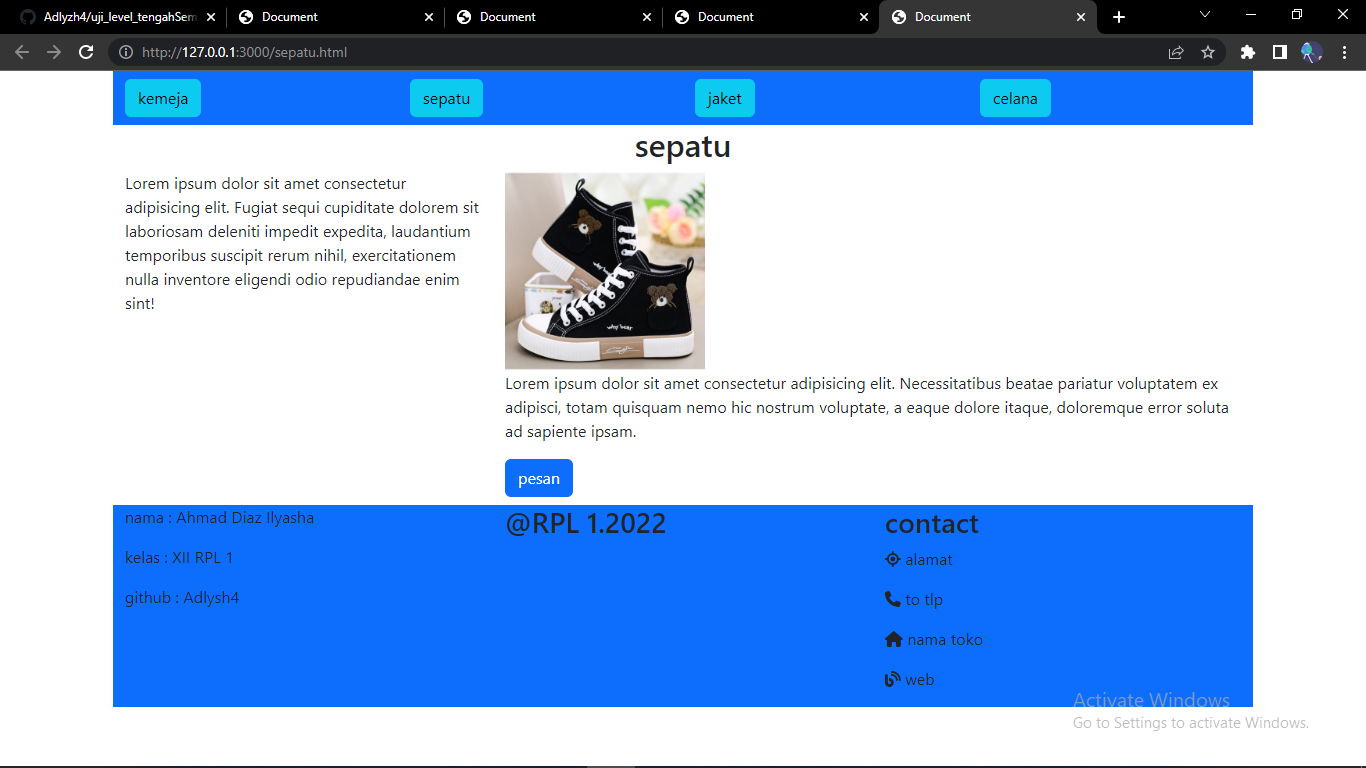 Adlyzh4/uji_level_tengahSem
Document
Document
Document
Document
http://127.0.0.1:3000/sepatu.html
kemeja
sepatu
jaket
celana
sepatu
Lorem ipsum dolor sit amet consectetur
adipisicing elit. Fugiat sequi cupiditate dolorem sit
laboriosam deleniti impedit expedita, laudantium
temporibus suscipit rerum nihil, exercitationem
nulla inventore eligendi odio repudiandae enim
sint!
why bear
why bear
Lorem ipsum dolor sit amet consectetur adipisicing elit. Necessitatibus beatae pariatur voluptatem ex
adipisci, totam quisquam nemo hic nostrum voluptate, a eaque dolore itaque, doloremque error soluta
ad sapiente ipsam.
pesan
nama : Ahmad Diaz Ilyasha
kelas : XII RPL 1
github : Adlysh4
@RPL 1.2022
contact
alamat
to tlp
nama toko
web
Activate Windows
Go to Settings to activate Windows.